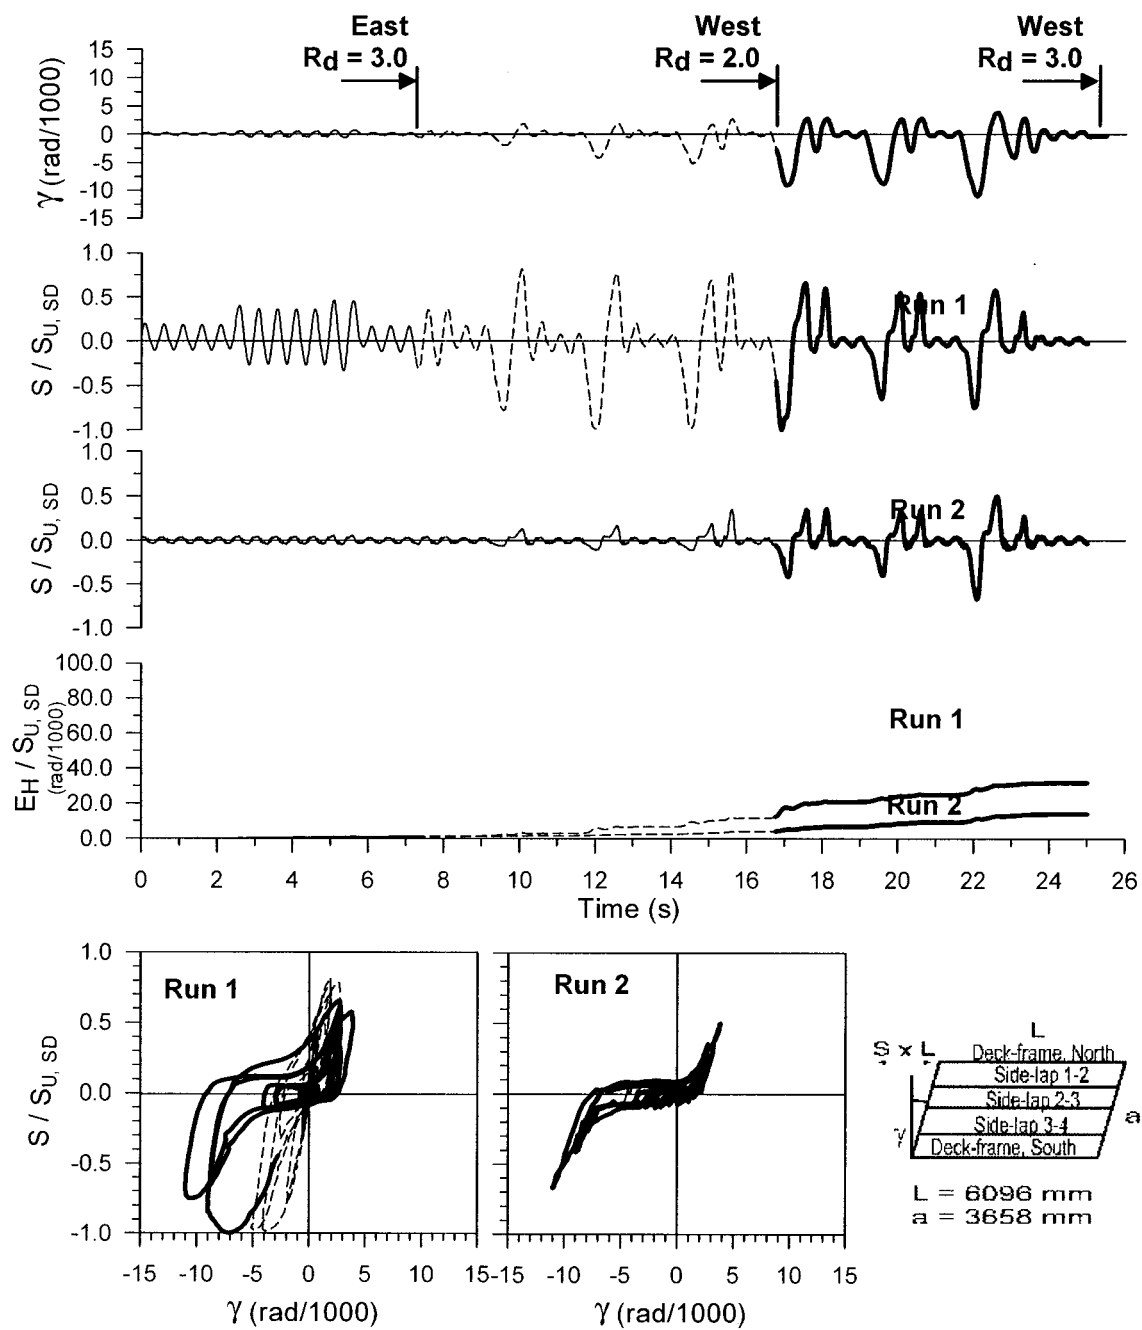 East
Rd = 3.0
West
Rd = 2.0
West
Rd = 3.0
15
10
5
0
-5
-10
-15
γ (rad/1000)
1.0
0.5
0.0
-0.5
-1.0
S / SU, SD
Run 1
1.0
0.5
0.0
-0.5
-1.0
S / SU, SD
Run 2
100.0
80.0
60.0
40.0
20.0
0.0
EH / SU, SD
(rad/1000)
Run 1
Run 2
0 2 4 6 8 10 12 14 16 18 20 22 24 26
Time (s)
1.0
0.5
0.0
-0.5
-1.0
S / SU, SD
Run 1
-15 -10 -5 0 5 10 15
γ (rad/1000)
Run 2
-15 -10 -5 0 5 10 15
γ (rad/1000)
L
S x L
Deck-frame, North
Side-lap 1-2
Side-lap 2-3
Side-lap 3-4
Deck-frame, South
γ
a
L = 6096 mm
a = 3658 mm